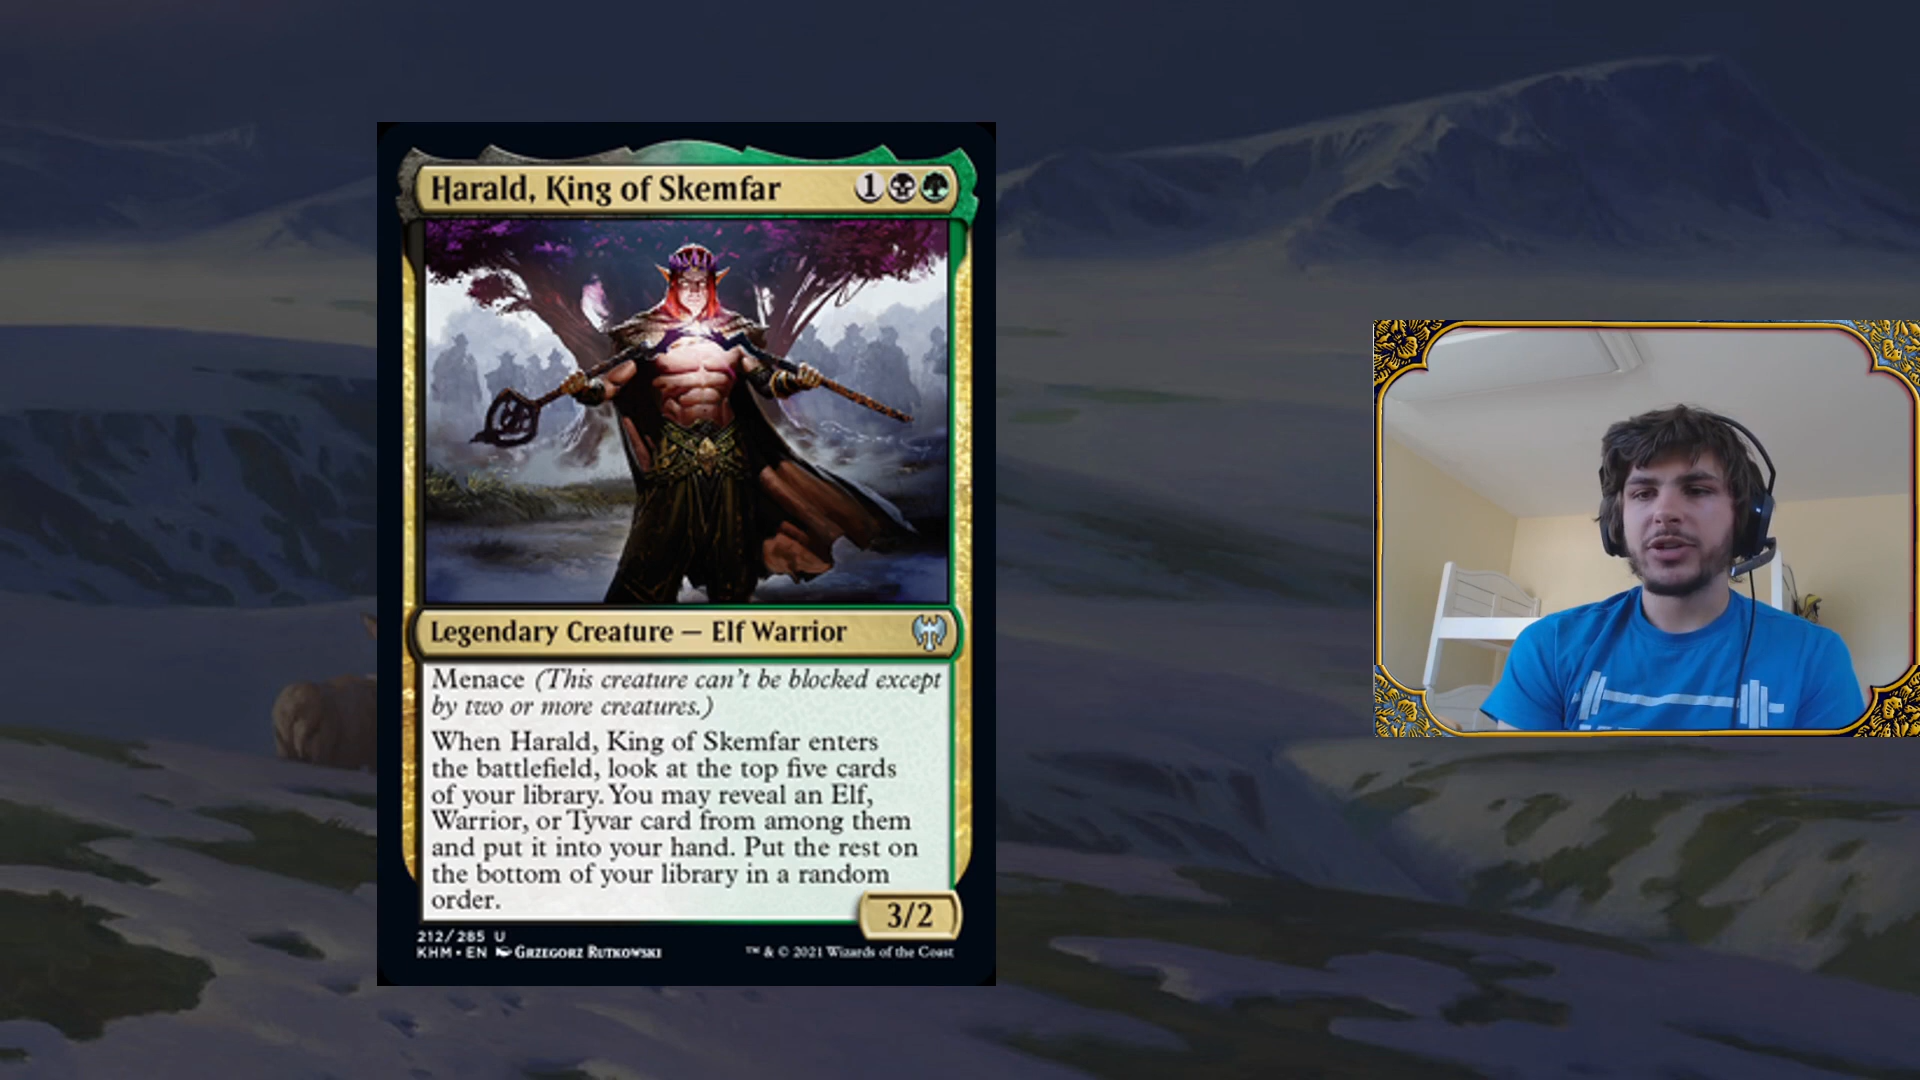 Harald, King of Skemfar 1
Legendary Creature — Elf Warrior
Menace (This creature can't be blocked except
by two or more creatures.)
When Harald, King of Skemfar enters
the battlefield, look at the top five cards
of your library. You may reveal an Elf,
Warrior, or Tyvar card from among them
and put it into your hand. Put the rest on
the bottom of your library in a random
order.
3/2
212/285 U
KHM • EN Grzegorz Rutkowski
™ & © 2021 Wizards of the Coast